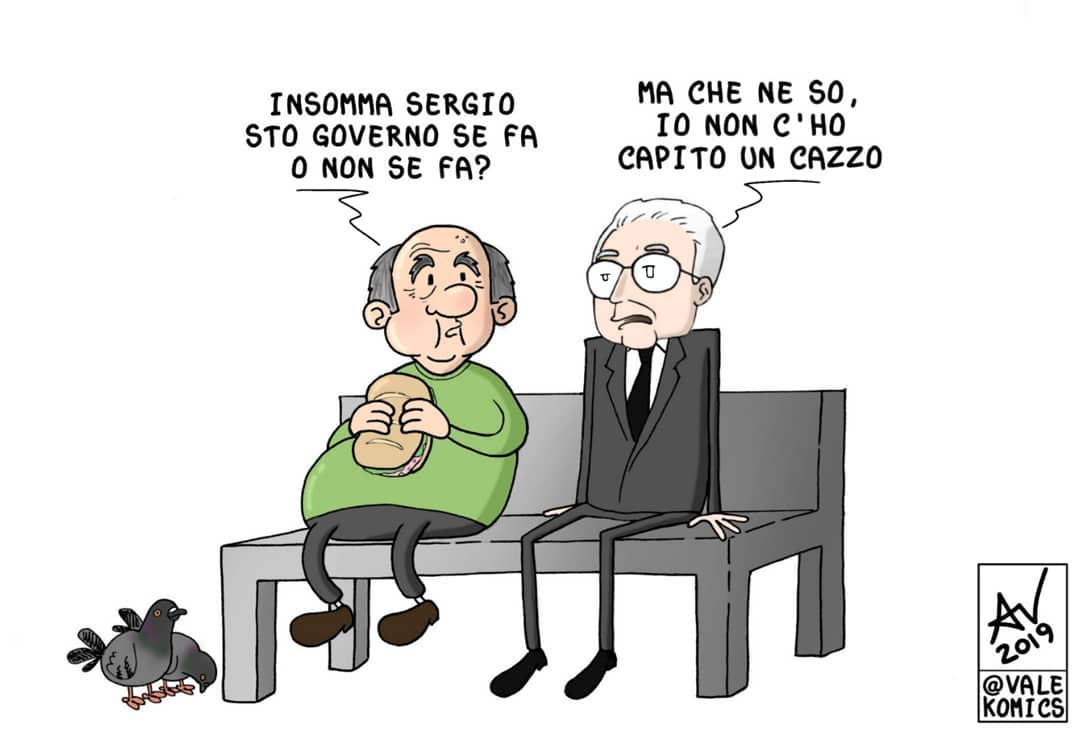 INSOMMA SERGIO
STO GOVERNO SE FA
O NON SE FA?
MA CHE NE SO,
IO NON C'HO
CAPITO UN CAZZO
AV
2019
@VALE
KOMICS